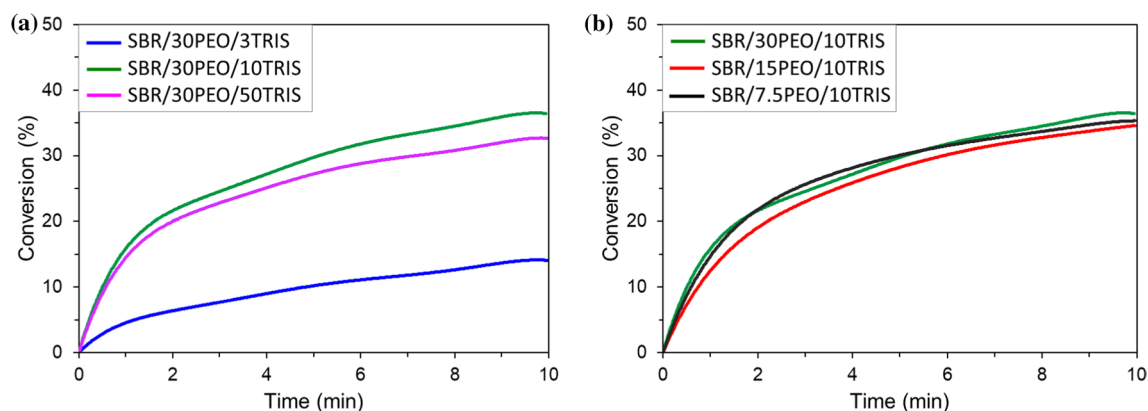 (a)
50
40
30
20
10
0
Conversion (%)
SBR/30PEO/3TRIS
SBR/30PEO/10TRIS
SBR/30PEO/50TRIS
0 2 4 6 8 10
Time (min)
(b)
50
40
30
20
10
0
Conversion (%)
SBR/30PEO/10TRIS
SBR/15PEO/10TRIS
SBR/7.5PEO/10TRIS
0 2 4 6 8 10
Time (min)